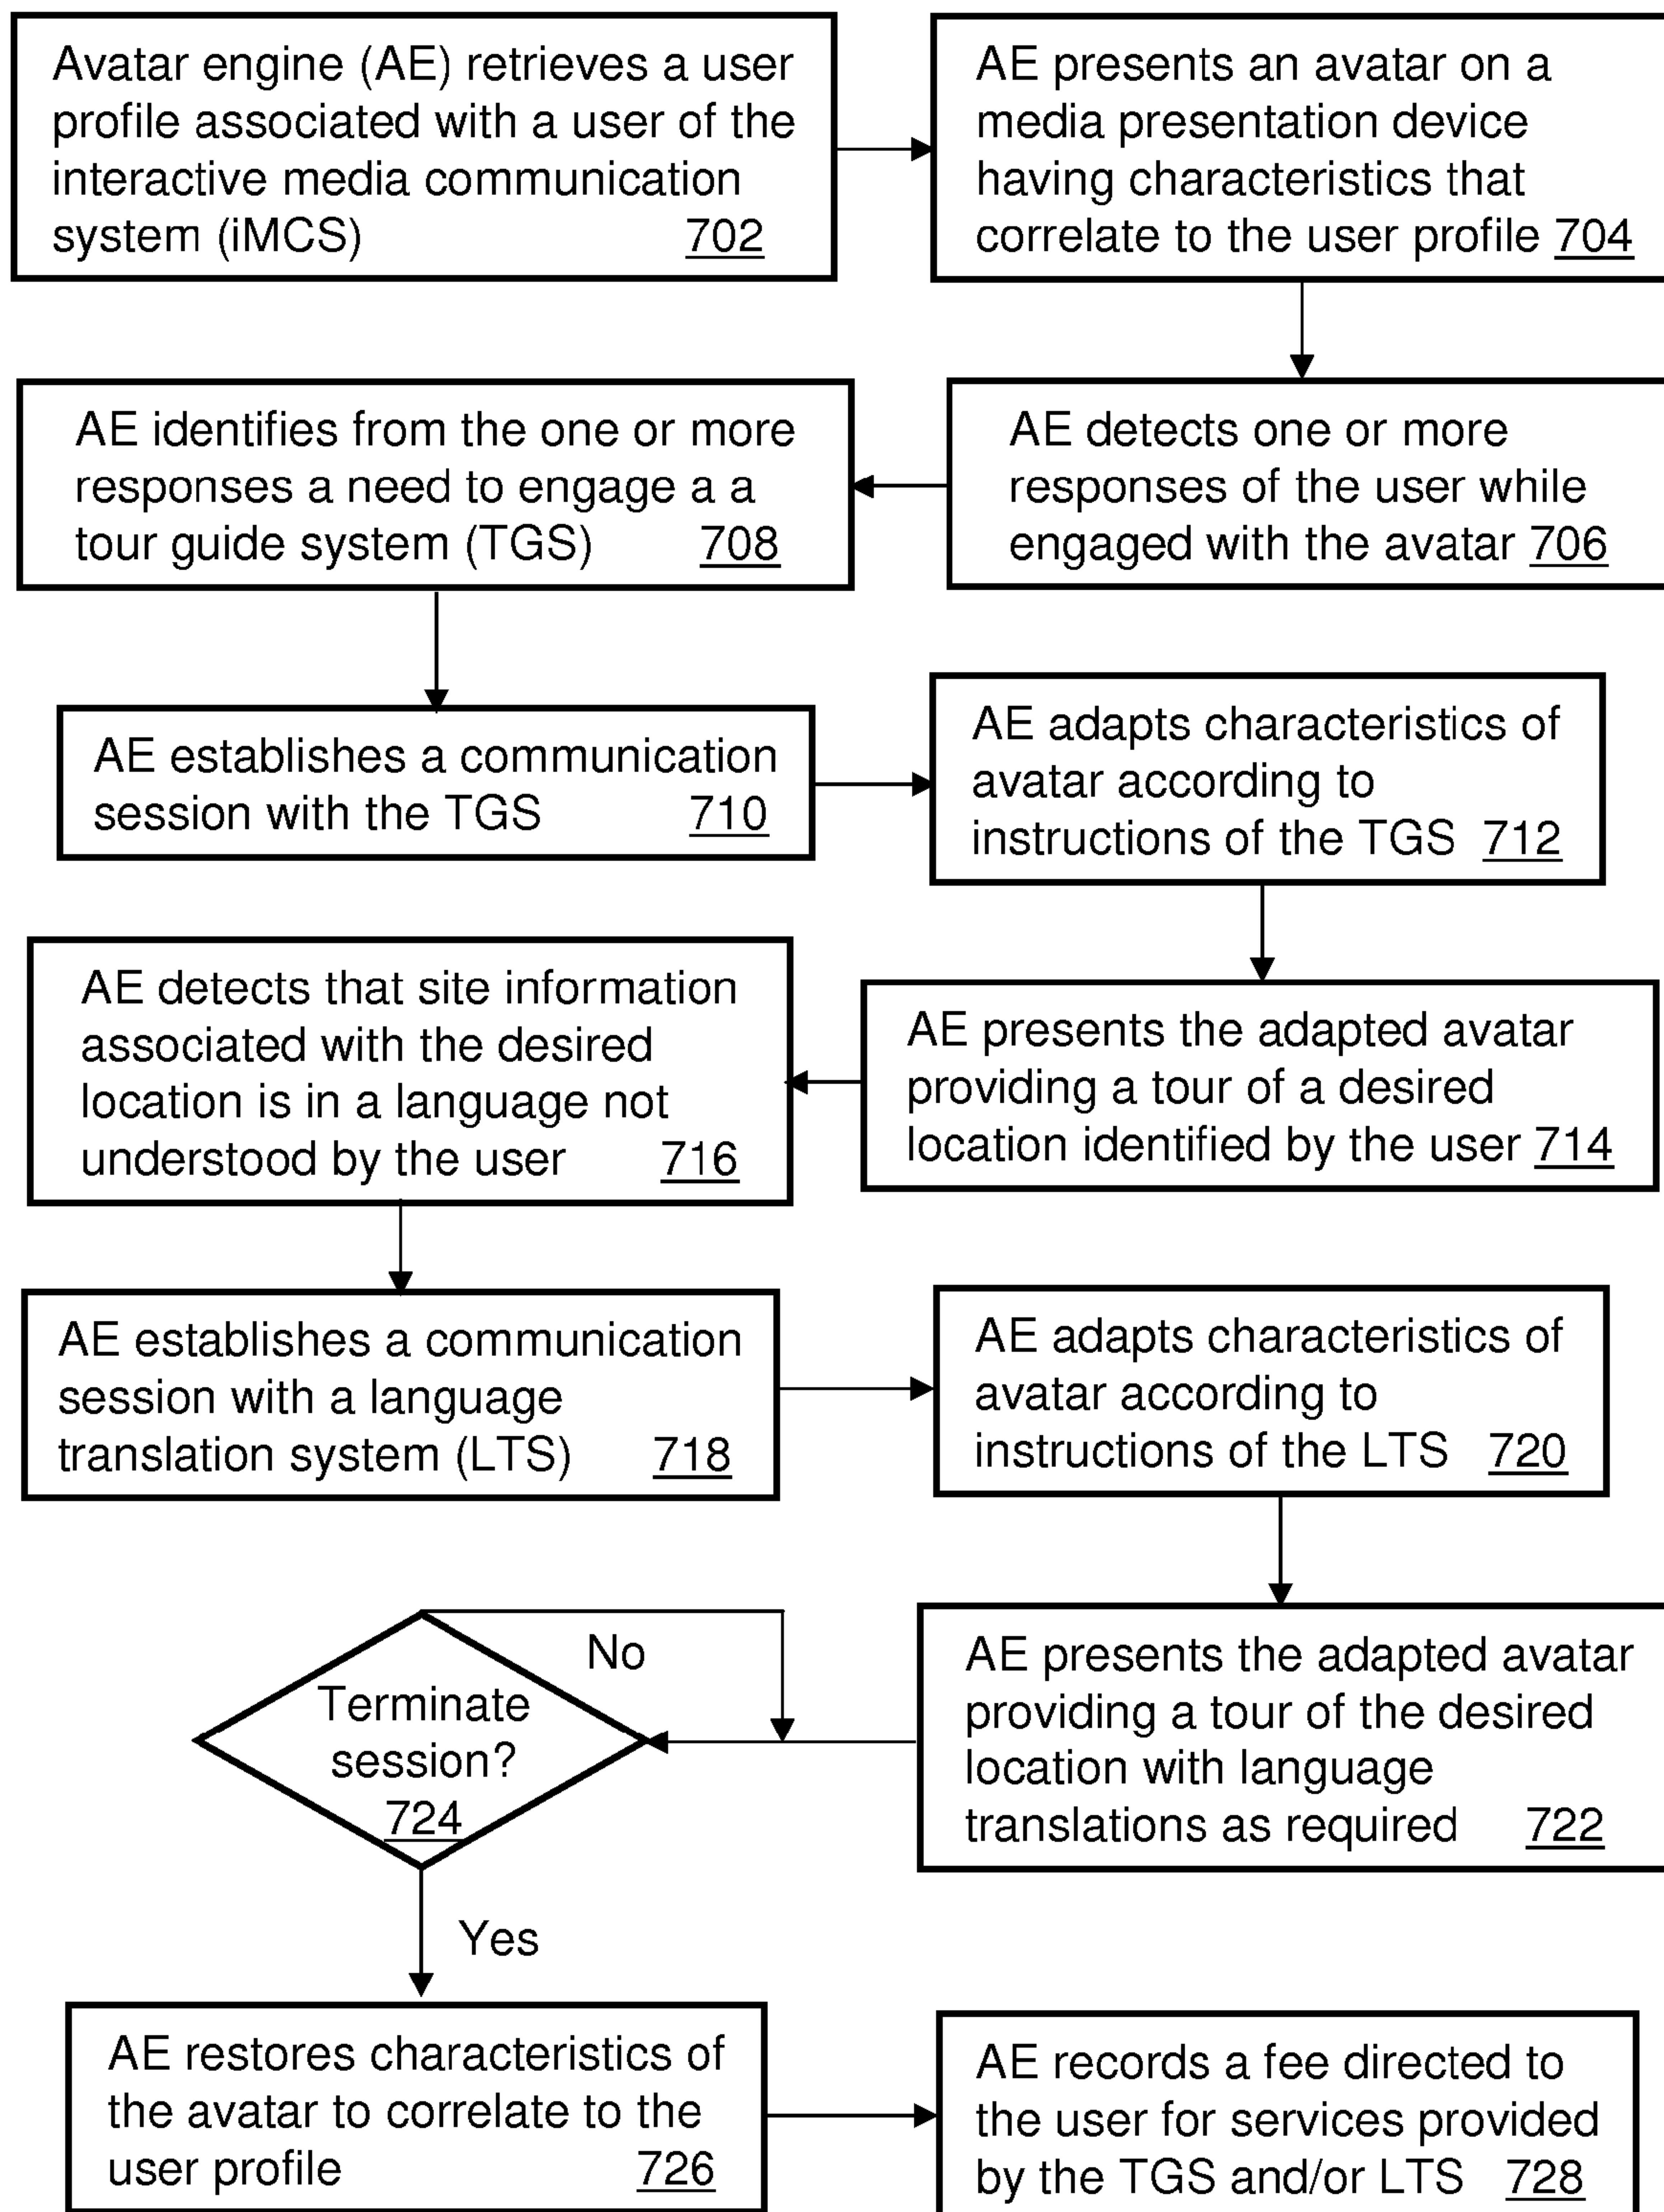 Avatar engine (AE) retrieves a user
profile associated with a user of the
interactive media communication
system (iMCS) 702
AE presents an avatar on a
media presentation device
having characteristics that
correlate to the user profile 704
AE detects one or more
responses of the user while
engaged with the avatar 706
AE identifies from the one or more
responses a need to engage a a
tour guide system (TGS) 708
AE establishes a communication
session with the TGS 710
AE adapts characteristics of
avatar according to
instructions of the TGS 712
AE presents the adapted avatar
providing a tour of a desired
location identified by the user 714
AE detects that site information
associated with the desired
location is in a language not
understood by the user 716
AE establishes a communication
session with a language
translation system (LTS) 718
AE adapts characteristics of
avatar according to
instructions of the LTS 720
AE presents the adapted avatar
providing a tour of the desired
location with language
translations as required 722
No
Terminate
session?
724
Yes
AE restores characteristics of
the avatar to correlate to the
user profile 726
AE records a fee directed to
the user for services provided
by the TGS and/or LTS 728